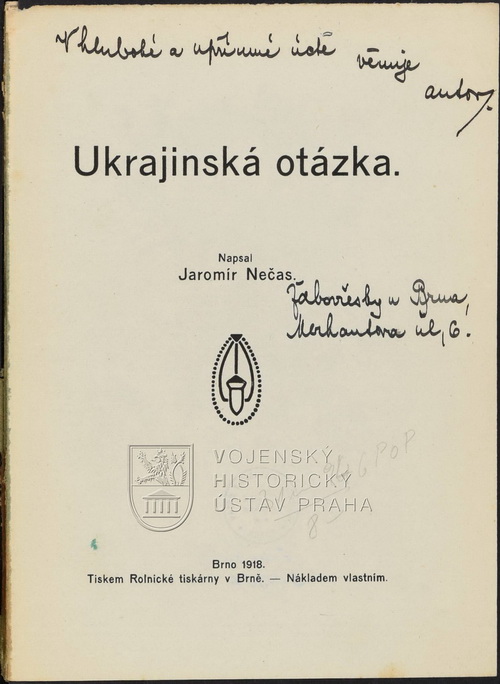 V hluboké a upřímné úctě
věnuje
autor.
Ukrajinská otázka.
Napsal
Jaromír Nečas.
Žabovřesky u Brna,
Merhautova ul, 6.
VOJENSKÝ
HISTORICKÝ
ÚSTAV PRAHA
Brno 1918.
Tiskem Rolnické tiskárny v Brně. — Nákladem vlastním.